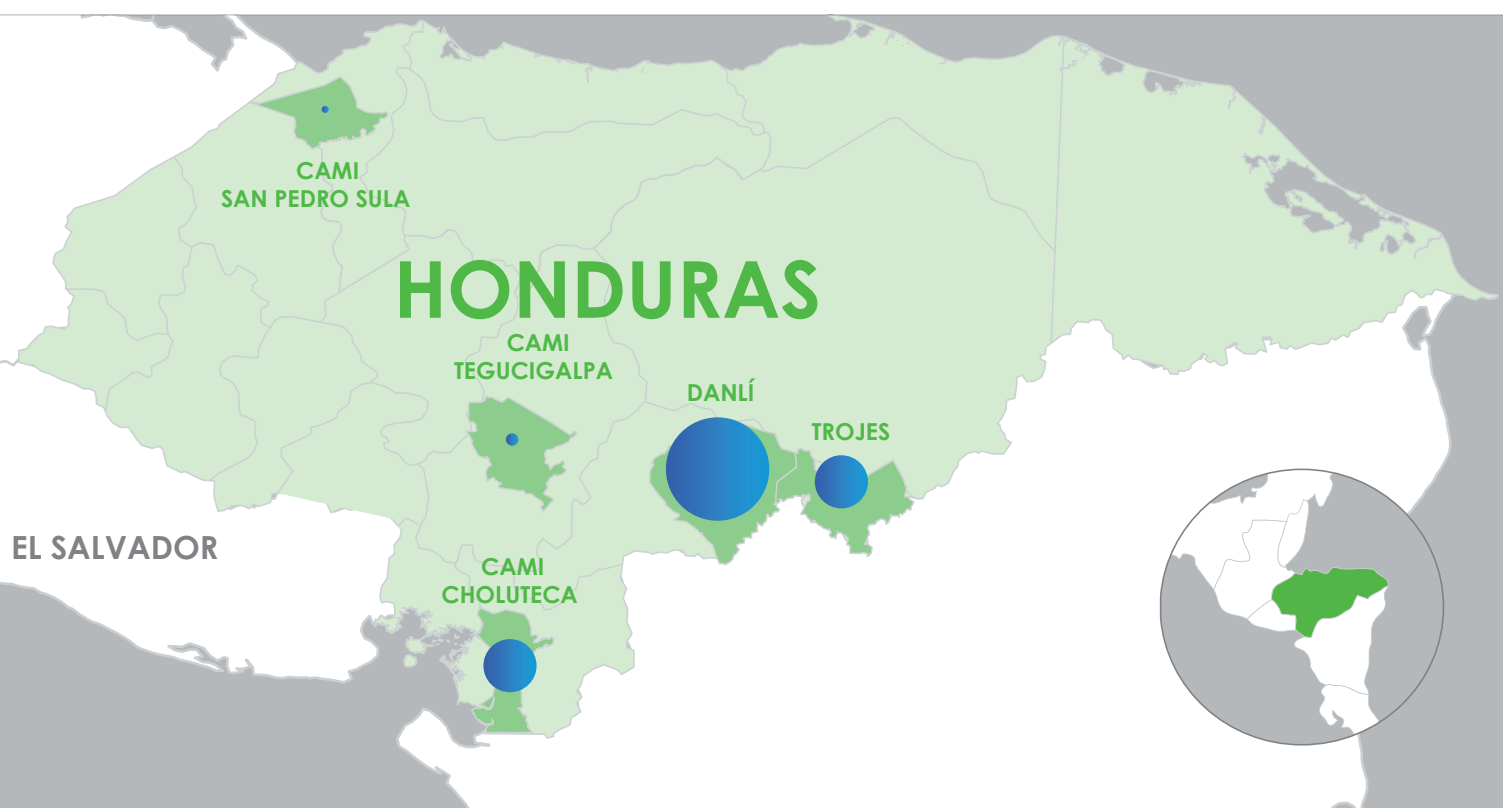 CAMI
SAN PEDRO SULA
HONDURAS
CAMI
TEGUCIGALPA
DANLÍ
TROJES
EL SALVADOR
CAMI
CHOLUTECA